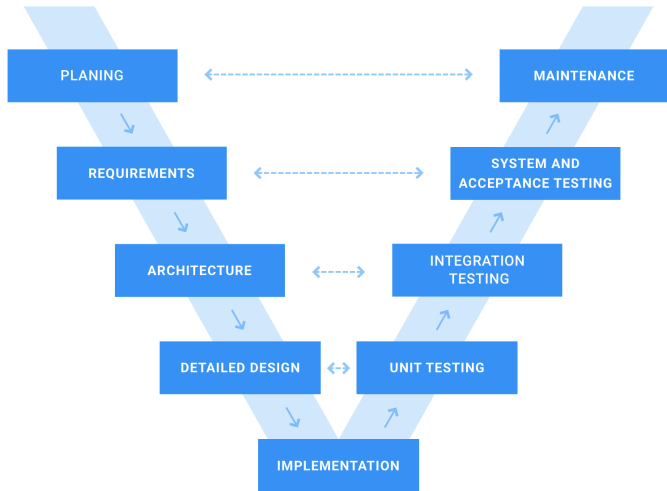 PLANING
MAINTENANCE
REQUIREMENTS
SYSTEM AND
ACCEPTANCE TESTING
ARCHITECTURE
INTEGRATION
TESTING
DETAILED DESIGN
UNIT TESTING
IMPLEMENTATION